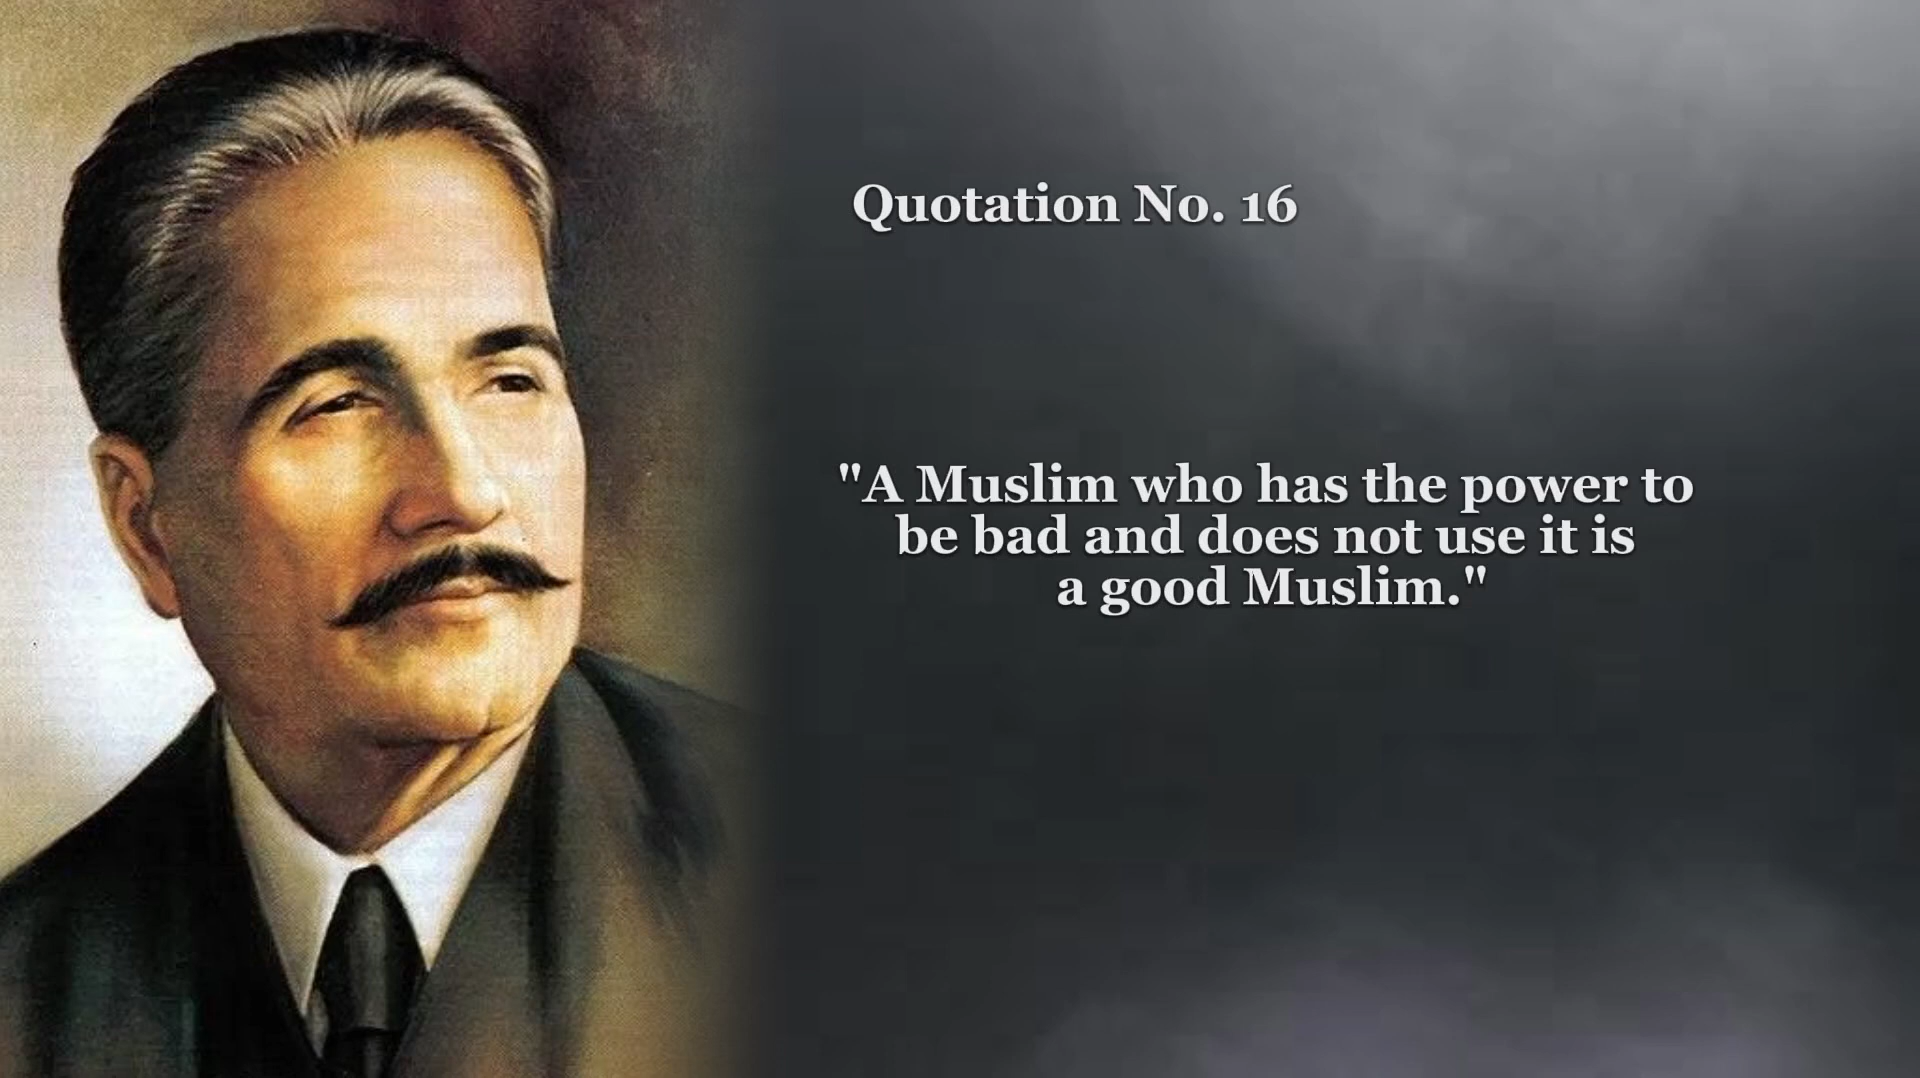 Quotation No. 16
"A Muslim who has the power to
be bad and does not use it is
a good Muslim."